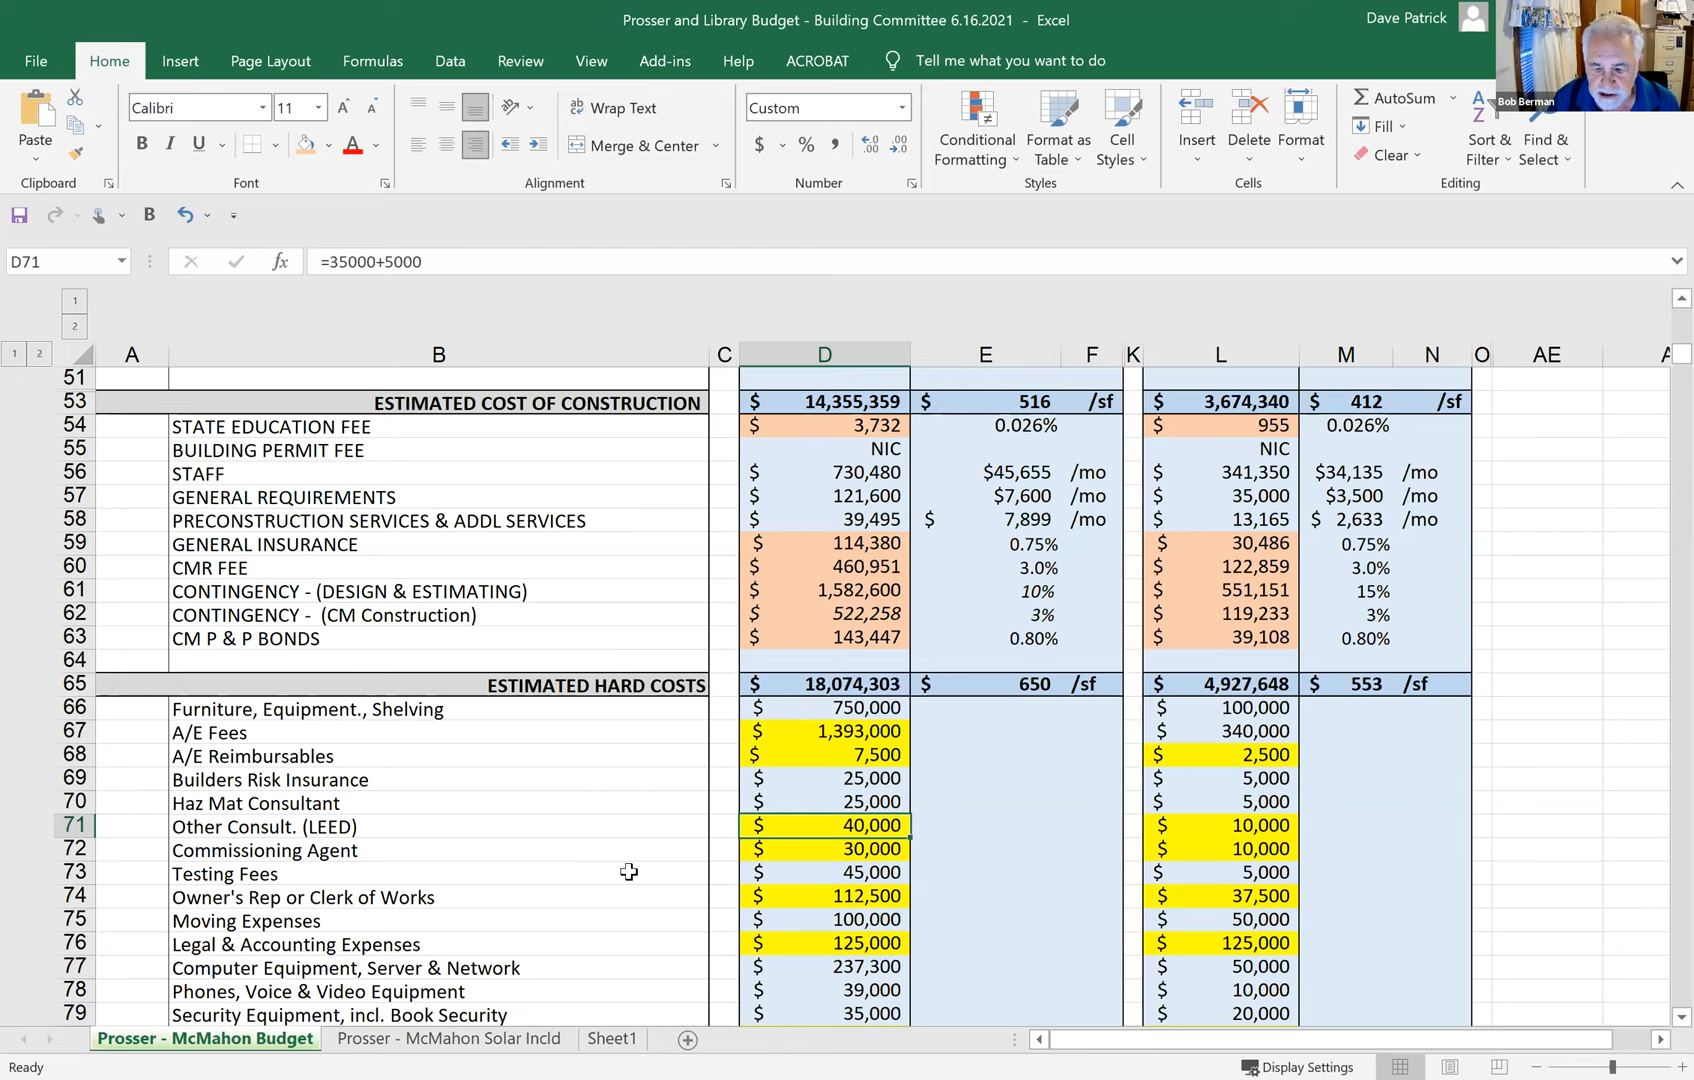 Prosser and Library Budget - Building Committee 6.16.2021 - Excel
Dave Patrick
File Home Insert Page Layout Formulas Data Review View Add-ins Help ACROBAT Tell me what you want to do
Bob Berman
Calibri 11 A A Wrap Text Custom AutoSum
Paste B I U A Merge & Center $ % Conditional Formatting Format as Table Cell Styles Insert Delete Format Fill Clear Sort & Filter Find & Select
Clipboard Font Alignment Number Styles Cells Editing
B
D71 fx =35000+5000
1
2
1 2 A B C D E F K L M N O AE A
51
53 ESTIMATED COST OF CONSTRUCTION $ 14,355,359 $ 516 /sf $ 3,674,340 $ 412 /sf
54 STATE EDUCATION FEE $ 3,732 0.026% $ 955 0.026%
55 BUILDING PERMIT FEE NIC NIC
56 STAFF $ 730,480 $45,655 /mo $ 341,350 $34,135 /mo
57 GENERAL REQUIREMENTS $ 121,600 $7,600 /mo $ 35,000 $3,500 /mo
58 PRECONSTRUCTION SERVICES & ADDL SERVICES $ 39,495 $ 7,899 /mo $ 13,165 $ 2,633 /mo
59 GENERAL INSURANCE $ 114,380 0.75% $ 30,486 0.75%
60 CMR FEE $ 460,951 3.0% $ 122,859 3.0%
61 CONTINGENCY - (DESIGN & ESTIMATING) $ 1,582,600 10% $ 551,151 15%
62 CONTINGENCY - (CM Construction) $ 522,258 3% $ 119,233 3%
63 CM P & P BONDS $ 143,447 0.80% $ 39,108 0.80%
64
65 ESTIMATED HARD COSTS $ 18,074,303 $ 650 /sf $ 4,927,648 $ 553 /sf
66 Furniture, Equipment., Shelving $ 750,000 $ 100,000
67 A/E Fees $ 1,393,000 $ 340,000
68 A/E Reimbursables $ 7,500 $ 2,500
69 Builders Risk Insurance $ 25,000 $ 5,000
70 Haz Mat Consultant $ 25,000 $ 5,000
71 Other Consult. (LEED) $ 40,000 $ 10,000
72 Commissioning Agent $ 30,000 $ 10,000
73 Testing Fees $ 45,000 $ 5,000
74 Owner's Rep or Clerk of Works $ 112,500 $ 37,500
75 Moving Expenses $ 100,000 $ 50,000
76 Legal & Accounting Expenses $ 125,000 $ 125,000
77 Computer Equipment, Server & Network $ 237,300 $ 50,000
78 Phones, Voice & Video Equipment $ 39,000 $ 10,000
79 Security Equipment, incl. Book Security $ 35,000 $ 20,000
Prosser - McMahon Budget Prosser - McMahon Solar Incld Sheet1
Ready Display Settings